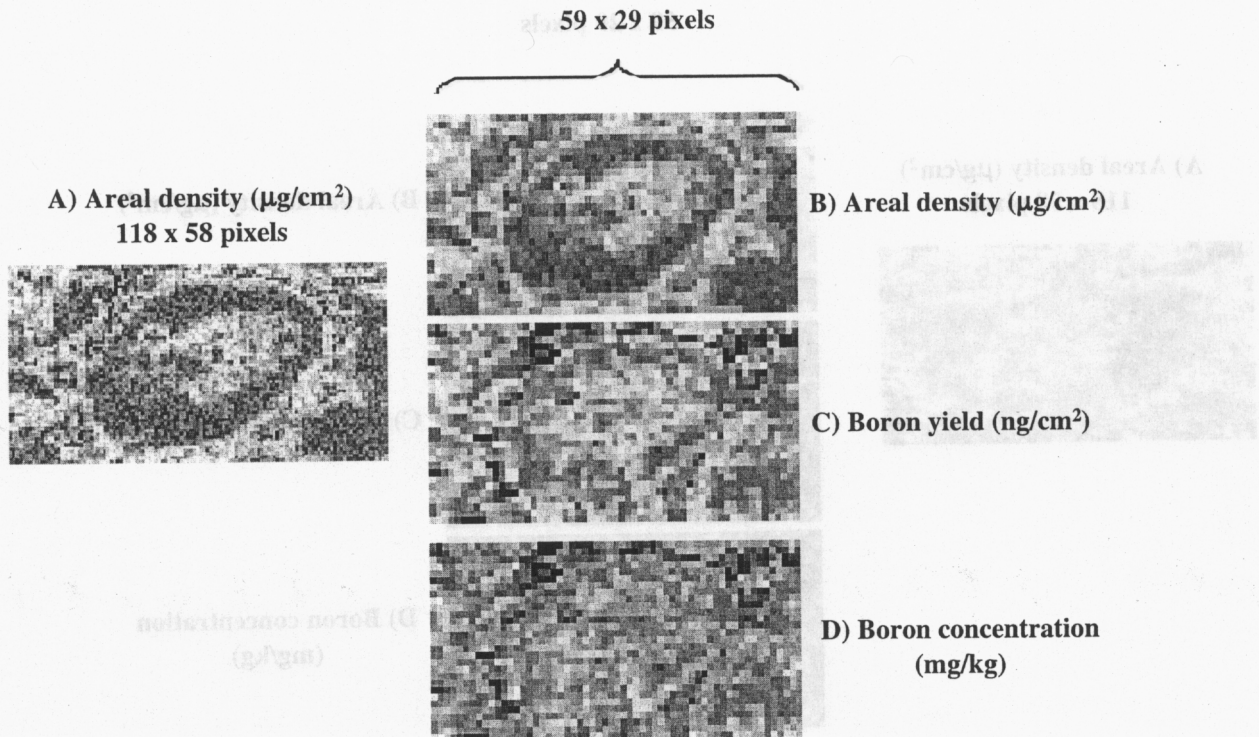 59 x 29 pixels
A) Areal density (μg/cm²)
118 x 58 pixels
B) Areal density (μg/cm²)
C) Boron yield (ng/cm²)
D) Boron concentration
(mg/kg)